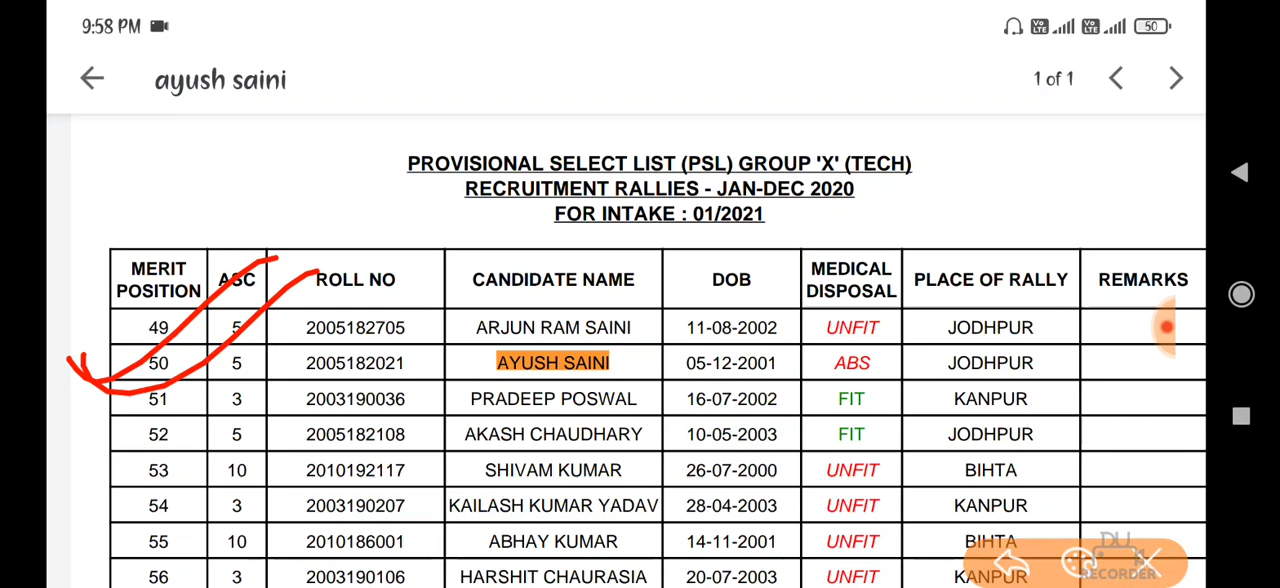 9:58 PM Vo LTE Vo LTE 50
ayush saini 1 of 1
PROVISIONAL SELECT LIST (PSL) GROUP 'X' (TECH)
RECRUITMENT RALLIES - JAN-DEC 2020
FOR INTAKE : 01/2021
MERIT POSITION ASC ROLL NO CANDIDATE NAME DOB MEDICAL DISPOSAL PLACE OF RALLY REMARKS
49 5 2005182705 ARJUN RAM SAINI 11-08-2002 UNFIT JODHPUR
50 5 2005182021 AYUSH SAINI 05-12-2001 ABS JODHPUR
51 3 2003190036 PRADEEP POSWAL 16-07-2002 FIT KANPUR
52 5 2005182108 AKASH CHAUDHARY 10-05-2003 FIT JODHPUR
53 10 2010192117 SHIVAM KUMAR 26-07-2000 UNFIT BIHTA
54 3 2003190207 KAILASH KUMAR YADAV 28-04-2003 UNFIT KANPUR
55 10 2010186001 ABHAY KUMAR 14-11-2001 UNFIT BIHTA
56 3 2003190106 HARSHIT CHAURASIA 20-07-2003 UNFIT KANPUR
DU RECORDER